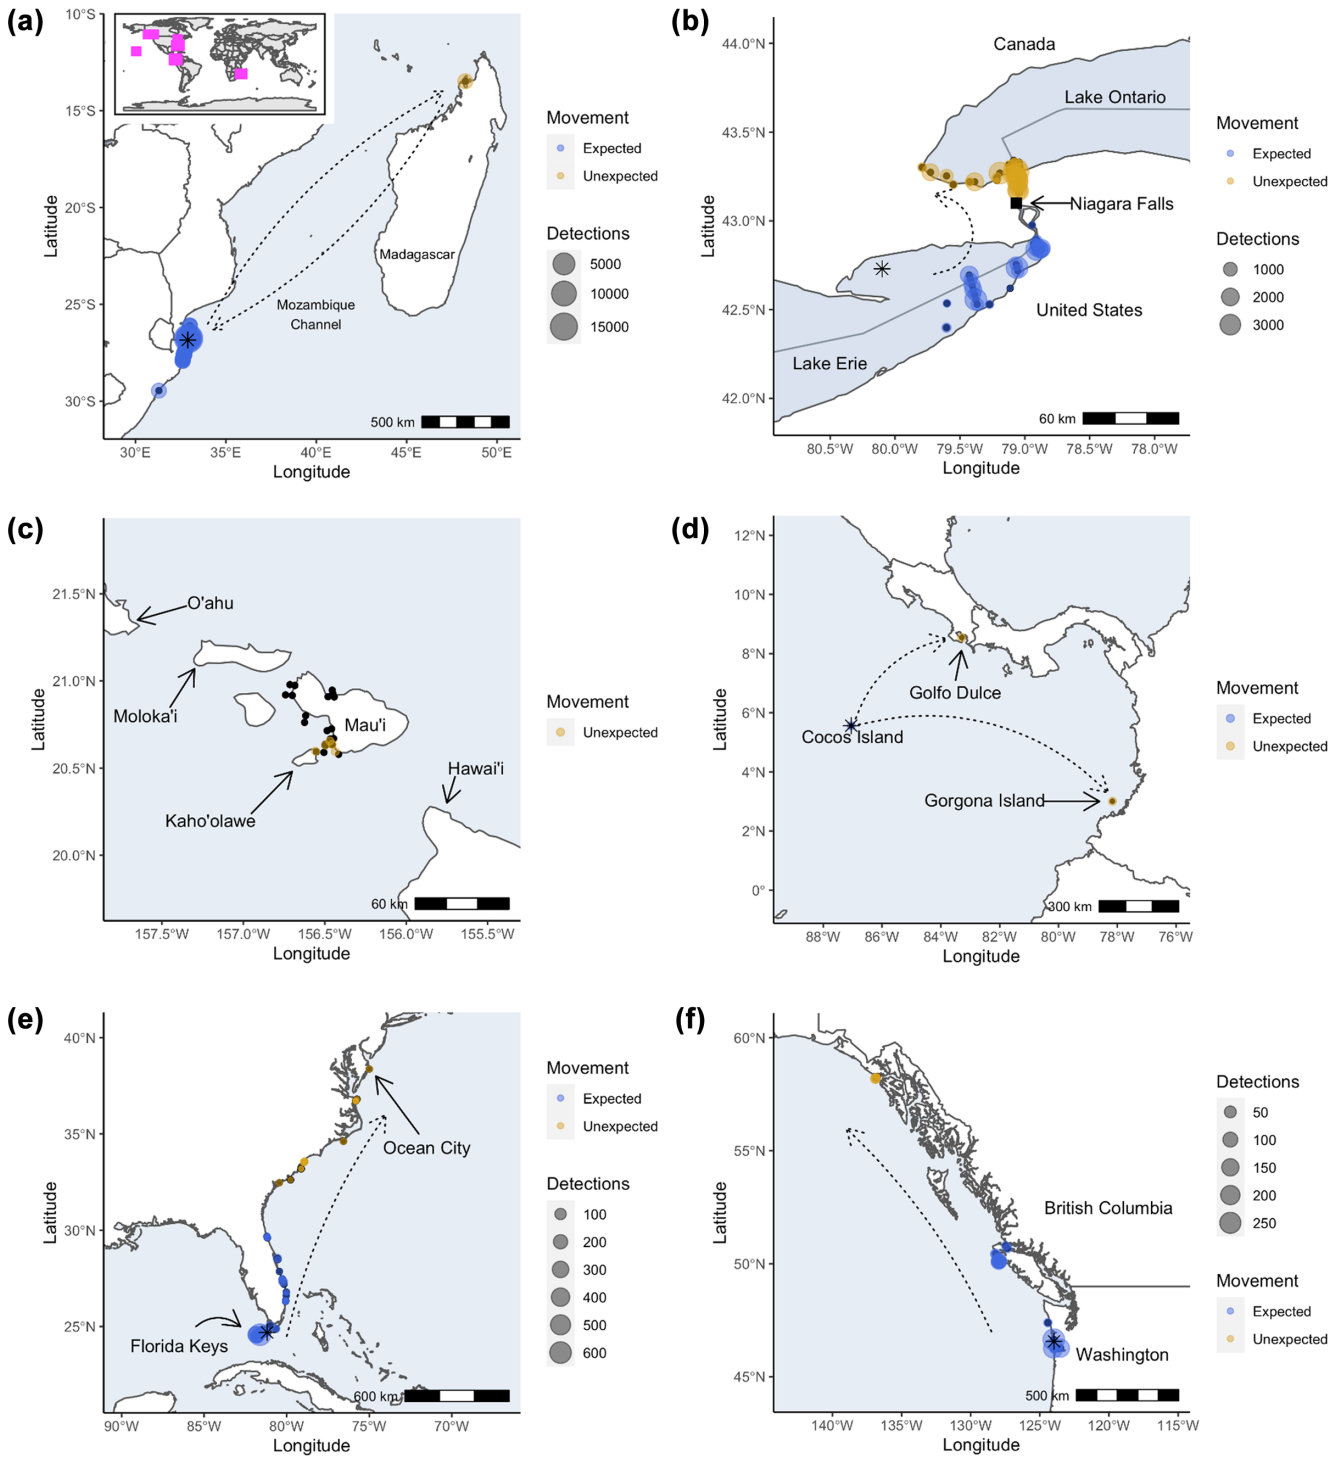 (a)
10°S
15°S
20°S
25°S
30°S
Latitude
Madagascar
Mozambique
Channel
500 km
30°E
35°E
40°E
45°E
50°E
Longitude
Movement
Expected
Unexpected
Detections
5000
10000
15000
(b)
44.0°N
43.5°N
43.0°N
42.5°N
42.0°N
Latitude
Canada
Lake Ontario
Niagara Falls
United States
Lake Erie
60 km
80.5°W
80.0°W
79.5°W
79.0°W
78.5°W
78.0°W
Longitude
Movement
Expected
Unexpected
Detections
1000
2000
3000
(c)
21.5°N
21.0°N
20.5°N
20.0°N
Latitude
O'ahu
Moloka'i
Mau'i
Hawai'i
Kaho'olawe
60 km
157.5°W
157.0°W
156.5°W
156.0°W
155.5°W
Longitude
Movement
Unexpected
(d)
12°N
10°N
8°N
6°N
4°N
2°N
0°
Latitude
Golfo Dulce
Cocos Island
Gorgona Island
300 km
88°W
86°W
84°W
82°W
80°W
78°W
76°W
Longitude
Movement
Expected
Unexpected
(e)
40°N
35°N
30°N
25°N
Latitude
Ocean City
Florida Keys
600 km
90°W
85°W
80°W
75°W
70°W
Longitude
Movement
Expected
Unexpected
Detections
100
200
300
400
500
600
(f)
60°N
55°N
50°N
45°N
Latitude
British Columbia
Washington
500 km
140°W
135°W
130°W
125°W
120°W
115°W
Longitude
Detections
50
100
150
200
250
Movement
Expected
Unexpected